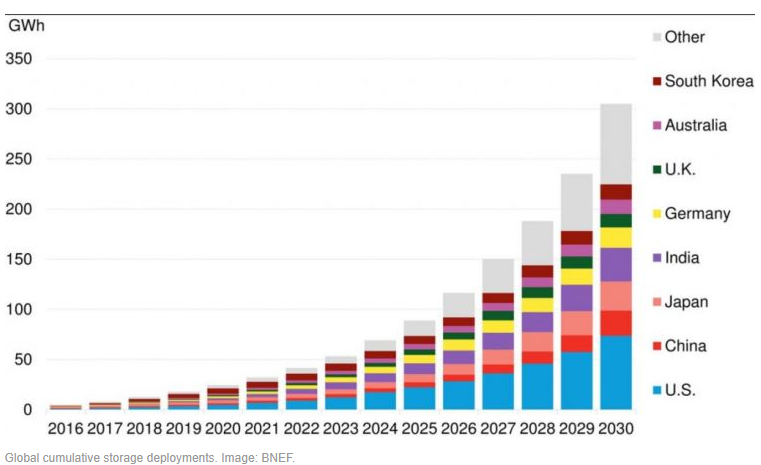 GWh
350
300
250
200
150
100
50
0
2016 2017 2018 2019 2020 2021 2022 2023 2024 2025 2026 2027 2028 2029 2030
Other
South Korea
Australia
U.K.
Germany
India
Japan
China
U.S.
Global cumulative storage deployments. Image: BNEF.